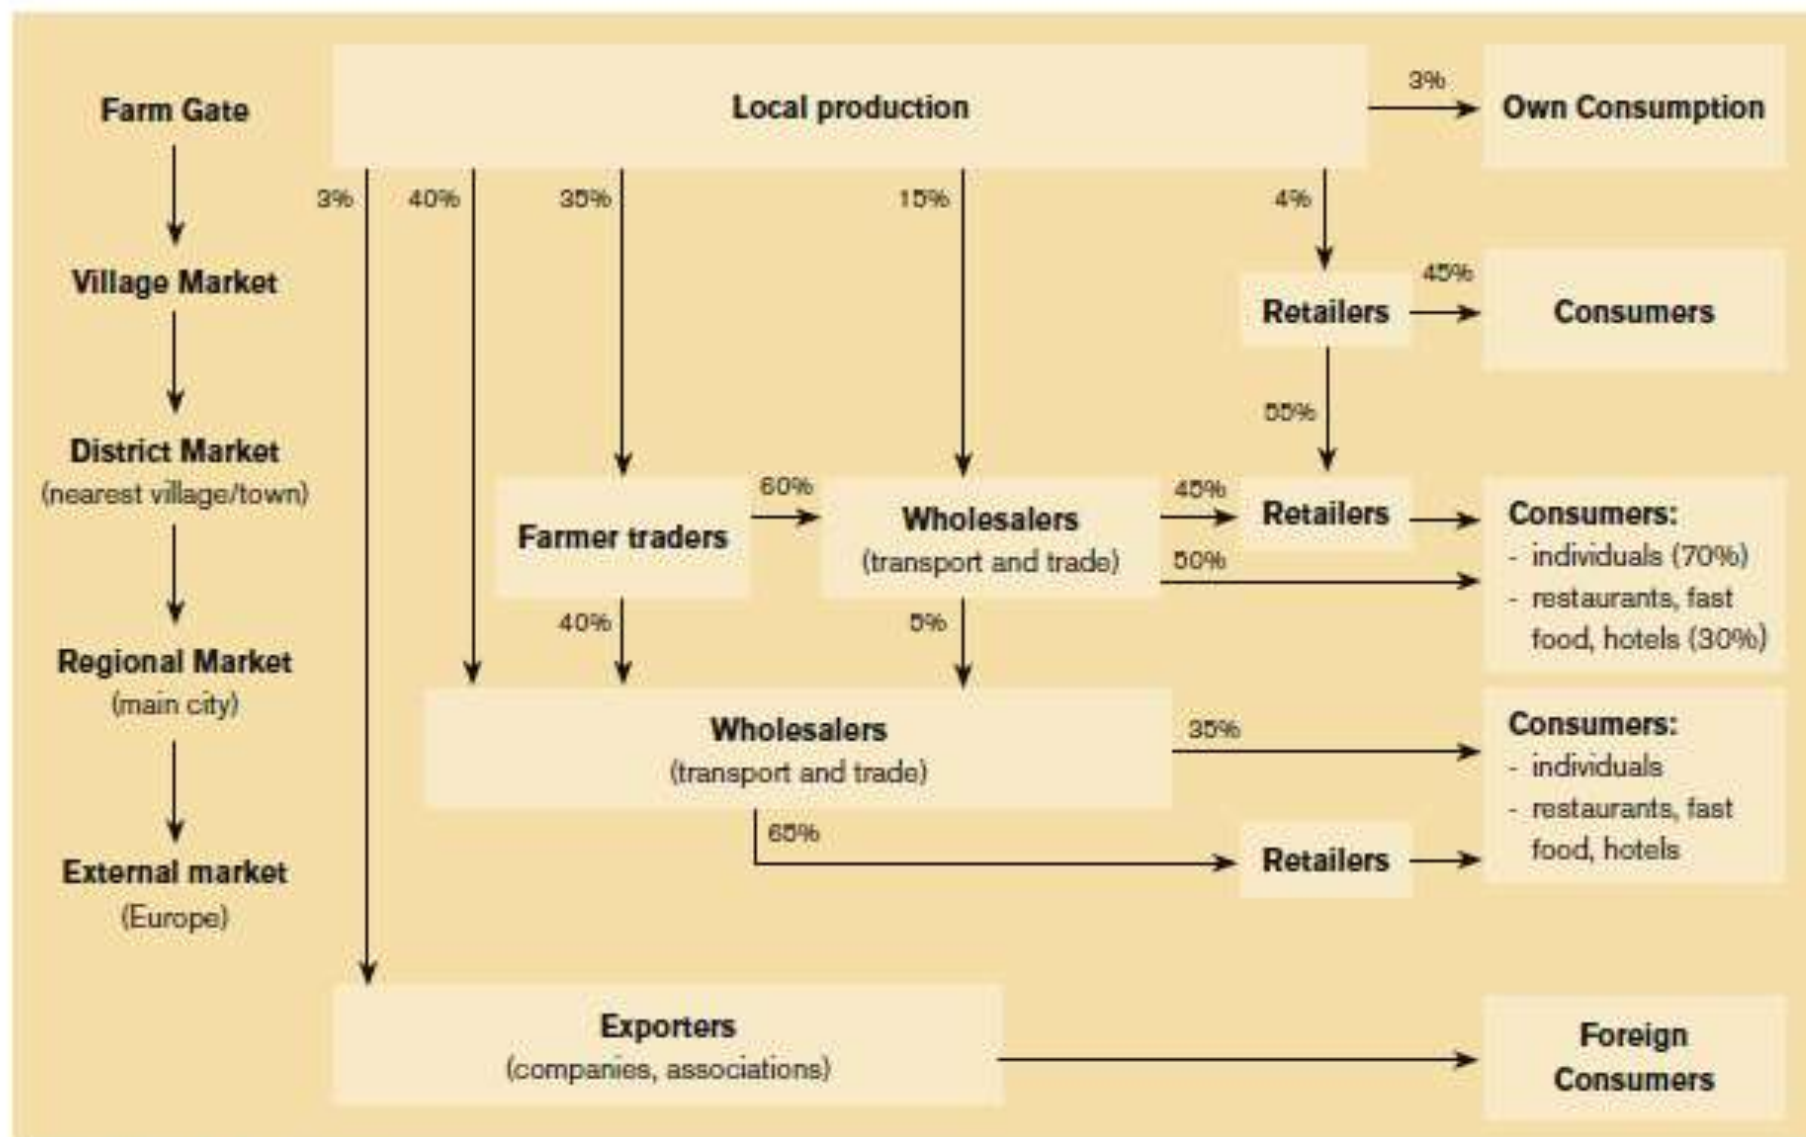 Farm Gate
Village Market
District Market
(nearest village/town)
Regional Market
(main city)
External market
(Europe)
Local production
3%
Own Consumption
3%
40%
35%
15%
4%
Retailers
45%
Consumers
55%
Farmer traders
60%
Wholesalers
(transport and trade)
45%
50%
Retailers
Consumers:
- individuals (70%)
- restaurants, fast
food, hotels (30%)
40%
5%
Wholesalers
(transport and trade)
35%
65%
Retailers
Consumers:
- individuals
- restaurants, fast
food, hotels
Exporters
(companies, associations)
Foreign
Consumers